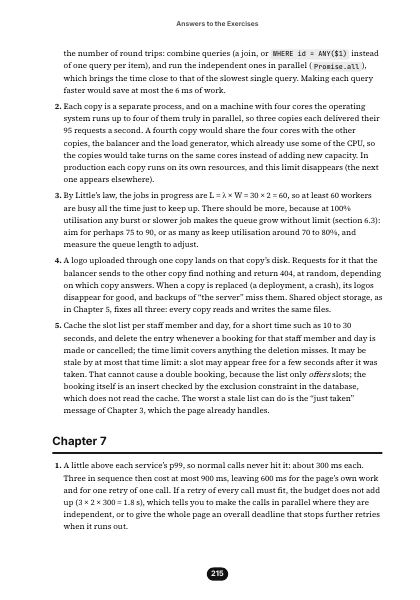 Answers to the Exercises
the number of round trips: combine queries (a join, or WHERE id = ANY($1) instead
of one query per item), and run the independent ones in parallel ( Promise.all ),
which brings the time close to that of the slowest single query. Making each query
faster would save at most the 6 ms of work.
2. Each copy is a separate process, and on a machine with four cores the operating
system runs up to four of them truly in parallel, so three copies each delivered their
95 requests a second. A fourth copy would share the four cores with the other
copies, the balancer and the load generator, which already use some of the CPU, so
the copies would take turns on the same cores instead of adding new capacity. In
production each copy runs on its own resources, and this limit disappears (the next
one appears elsewhere).
3. By Little's law, the jobs in progress are L = λ × W = 30 × 2 = 60, so at least 60 workers
are busy all the time just to keep up. There should be more, because at 100%
utilisation any burst or slower job makes the queue grow without limit (section 6.3):
aim for perhaps 75 to 90, or as many as keep utilisation around 70 to 80%, and
measure the queue length to adjust.
4. A logo uploaded through one copy lands on that copy's disk. Requests for it that the
balancer sends to the other copy find nothing and return 404, at random, depending
on which copy answers. When a copy is replaced (a deployment, a crash), its logos
disappear for good, and backups of "the server" miss them. Shared object storage, as
in Chapter 5, fixes all three: every copy reads and writes the same files.
5. Cache the slot list per staff member and day, for a short time such as 10 to 30
seconds, and delete the entry whenever a booking for that staff member and day is
made or cancelled; the time limit covers anything the deletion misses. It may be
stale by at most that time limit: a slot may appear free for a few seconds after it was
taken. That cannot cause a double booking, because the list only offers slots; the
booking itself is an insert checked by the exclusion constraint in the database,
which does not read the cache. The worst a stale list can do is the "just taken"
message of Chapter 3, which the page already handles.
Chapter 7
1. A little above each service's p99, so normal calls never hit it: about 300 ms each.
Three in sequence then cost at most 900 ms, leaving 600 ms for the page's own work
and for one retry of one call. If a retry of every call must fit, the budget does not add
up (3 × 2 × 300 = 1.8 s), which tells you to make the calls in parallel where they are
independent, or to give the whole page an overall deadline that stops further retries
when it runs out.
215